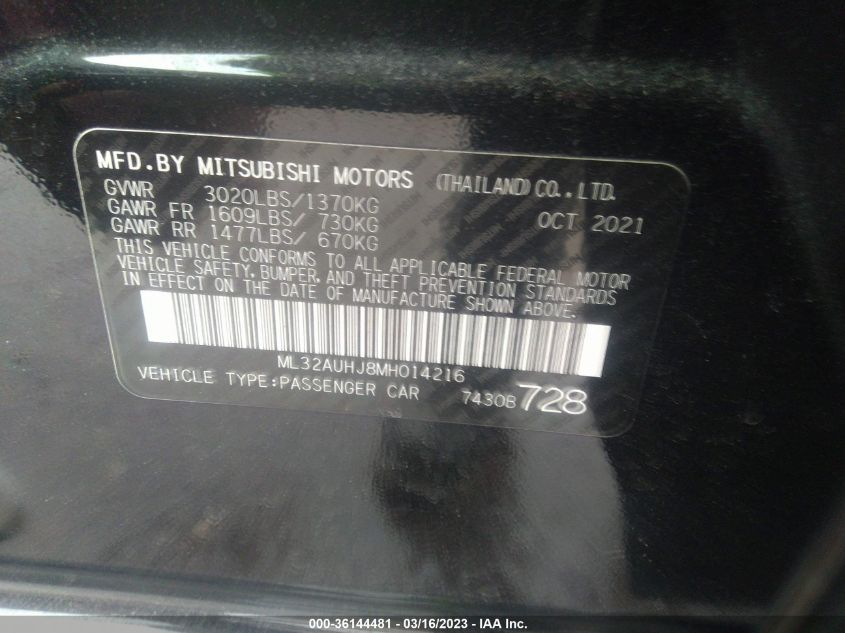 MFD.BY MITSUBISHI MOTORS (THAILAND) CO.,LTD.
GVWR 3020LBS/1370KG OCT 2021
GAWR FR 1609LBS/ 730KG
GAWR RR 1477LBS/ 670KG
THIS VEHICLE CONFORMS TO ALL APPLICABLE FEDERAL MOTOR
VEHICLE SAFETY, BUMPER, AND THEFT PREVENTION STANDARDS
IN EFFECT ON THE DATE OF MANUFACTURE SHOWN ABOVE.
ML32AUHJ8MH014216
VEHICLE TYPE:PASSENGER CAR 7430B 728
000-36144481 - 03/16/2023 - IAA Inc.